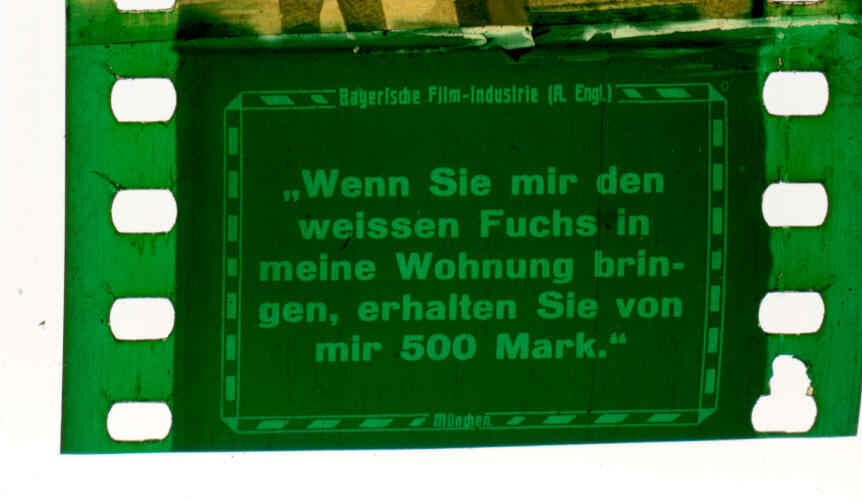 Bayerische Film-Industrie (A. Engl.)
„Wenn Sie mir den
weissen Fuchs in
meine Wohnung brin-
gen, erhalten Sie von
mir 500 Mark.“
München